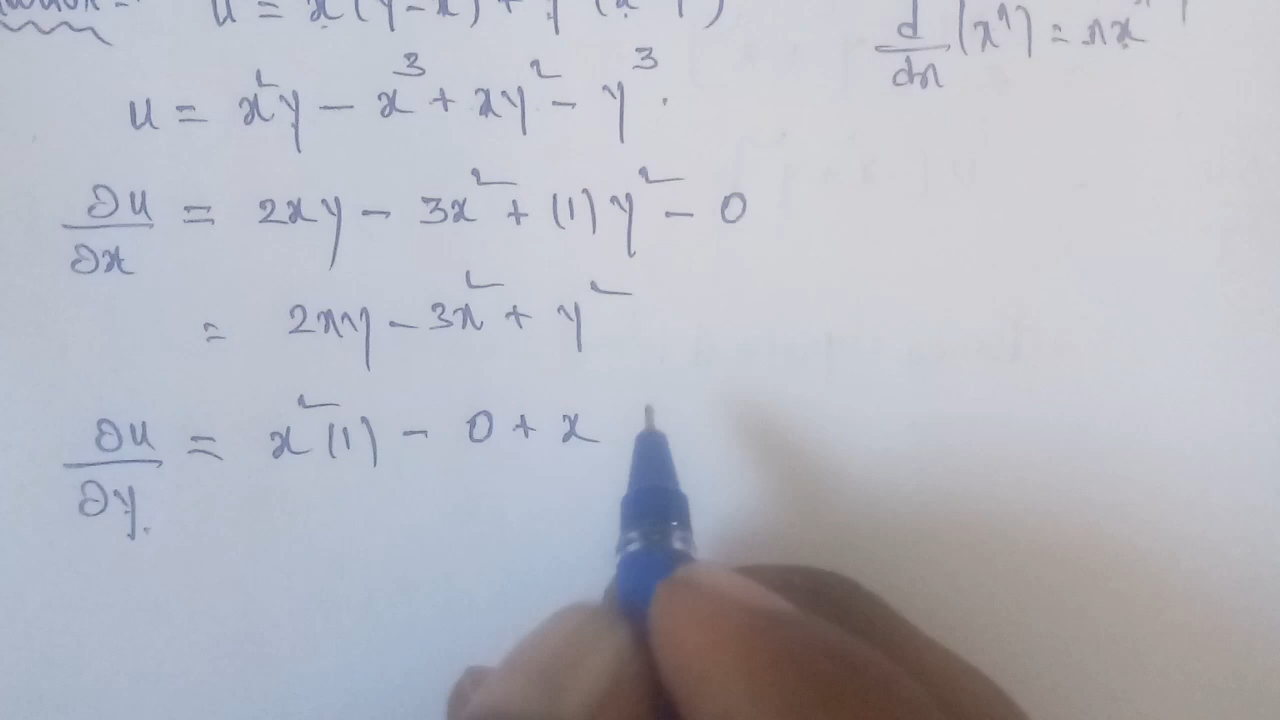 u = x²y - x³ + xy² - y³.
d/dx (xⁿ) = nx
∂u/∂x = 2xy - 3x² + (1)y² - 0
= 2xy - 3x² + y²
∂u/∂y. = x²(1) - 0 + x